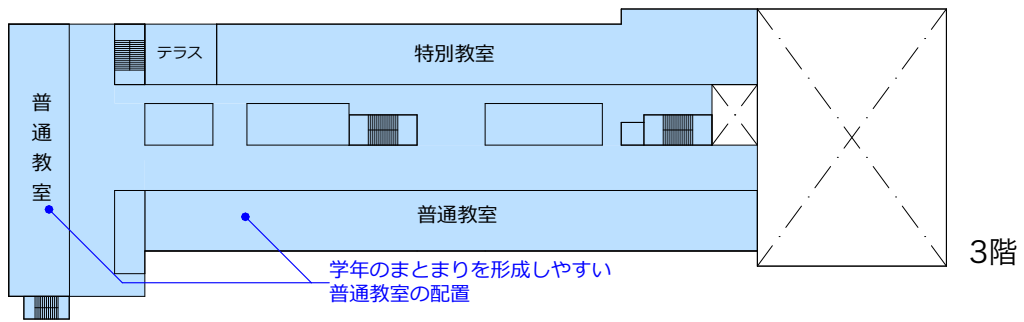 テラス
特別教室
普通教室
普通教室
3階
学年のまとまりを形成しやすい
普通教室の配置